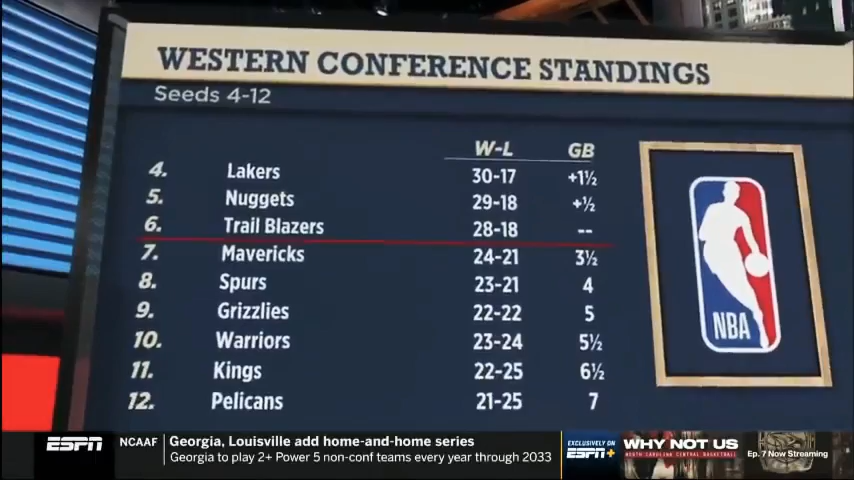 WESTERN CONFERENCE STANDINGS
Seeds 4-12
W-L GB
4. Lakers 30-17 +1½
5. Nuggets 29-18 +½
6. Trail Blazers 28-18 --
7. Mavericks 24-21 3½
8. Spurs 23-21 4
9. Grizzlies 22-22 5
10. Warriors 23-24 5½
11. Kings 22-25 6½
12. Pelicans 21-25 7
NBA
ESPN NCAAF Georgia, Louisville add home-and-home series
Georgia to play 2+ Power 5 non-conf teams every year through 2033
EXCLUSIVELY ON
ESPN+
WHY NOT US
NORTH CAROLINA CENTRAL BASKETBALL
Ep. 7 Now Streaming